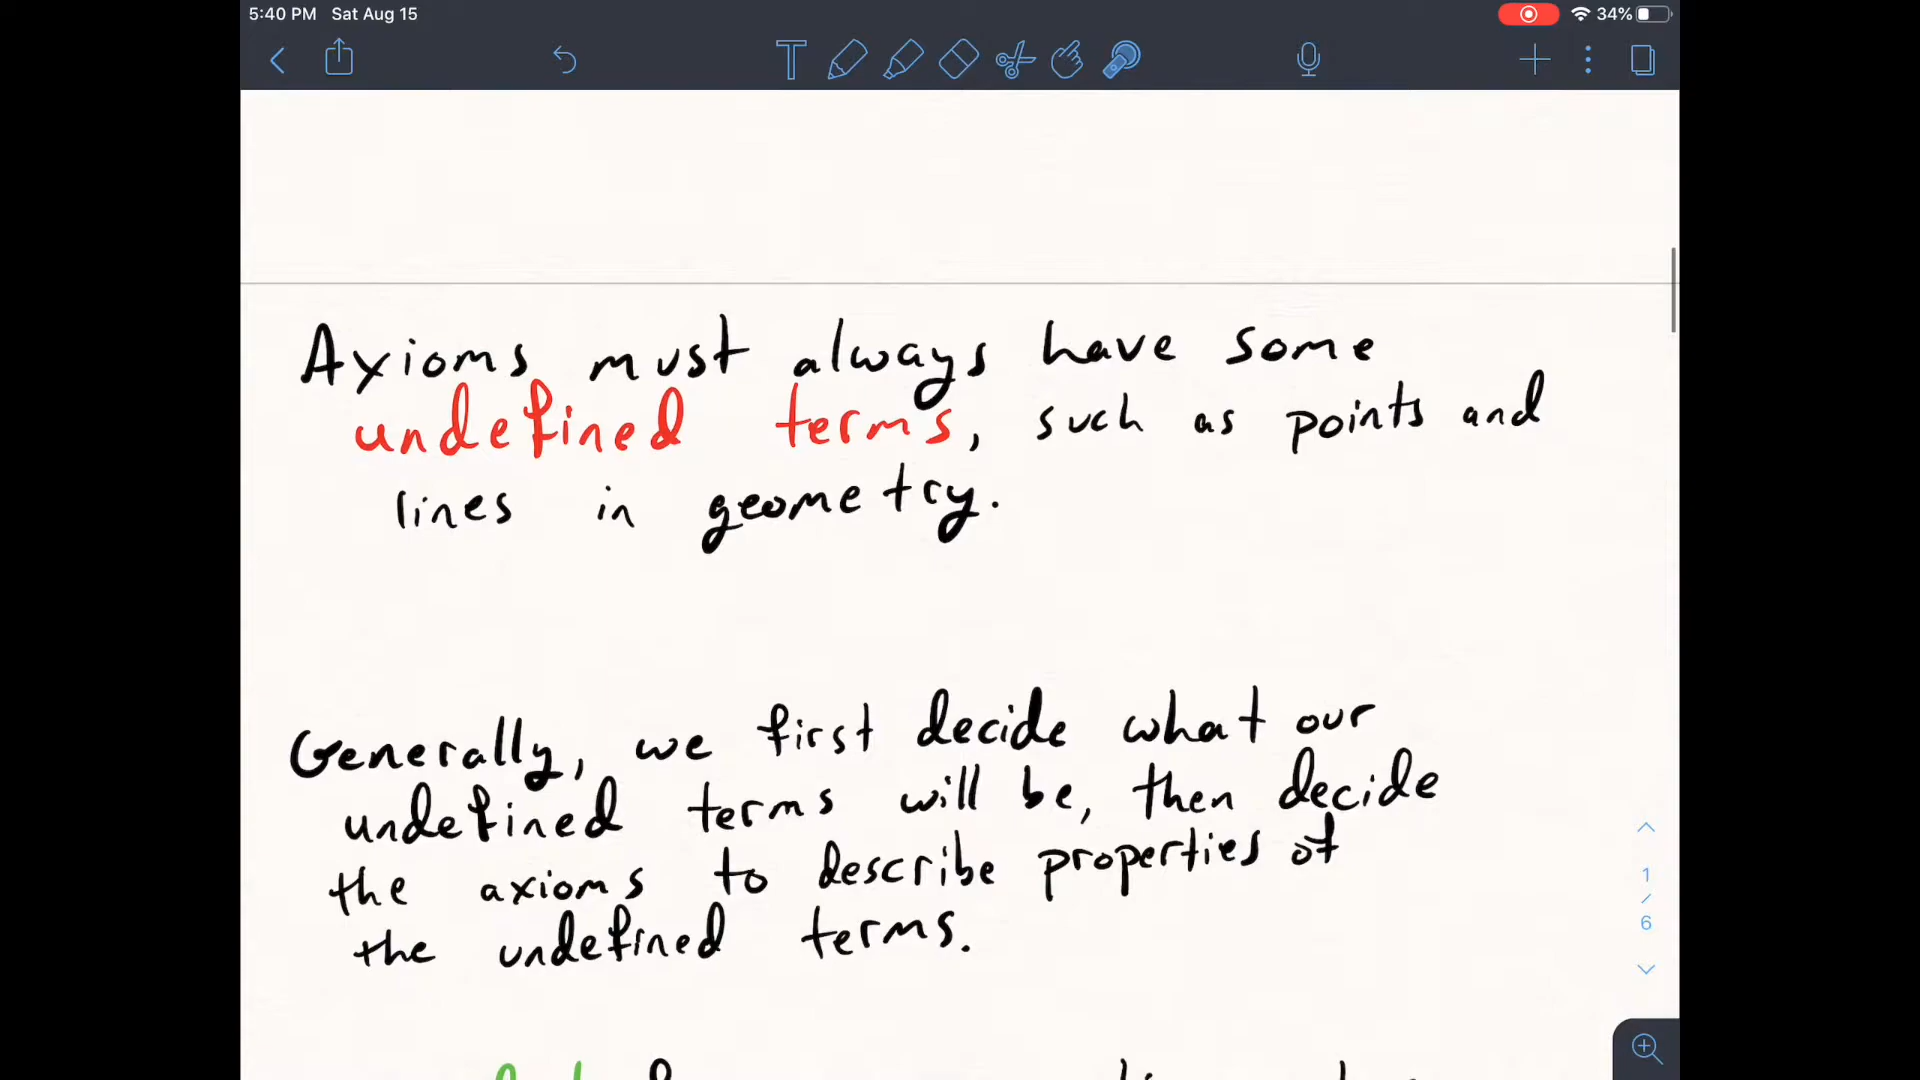 5:40 PM Sat Aug 15
34%
Axioms must always have some
undefined terms, such as points and
lines in geometry.
Generally, we first decide what our
undefined terms will be, then decide
the axioms to describe properties of
the undefined terms.
1
/
6